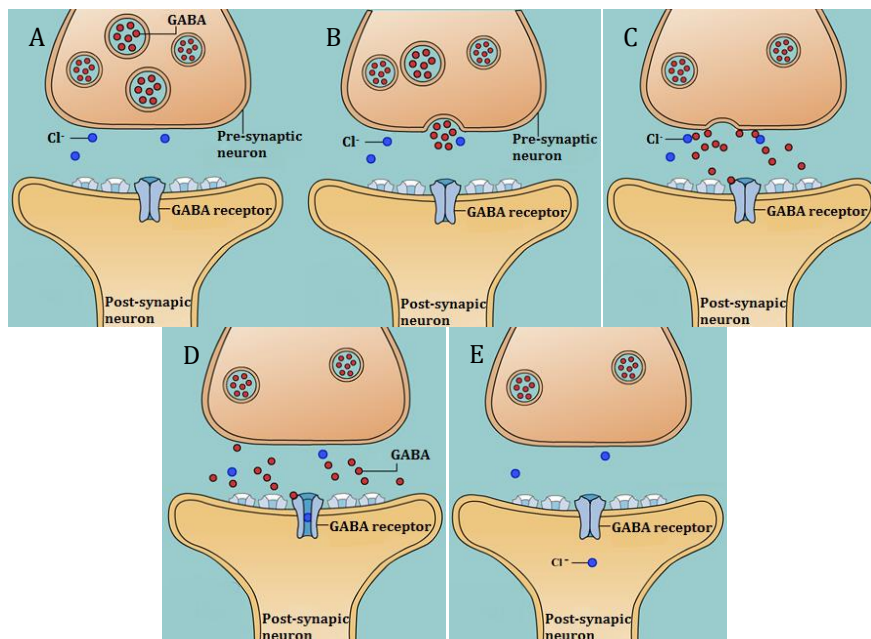 A
GABA
Cl-
Pre-synaptic
neuron
GABA receptor
Post-synapic
neuron
B
Cl-
Pre-synaptic
neuron
GABA receptor
Post-synapic
neuron
C
Cl-
GABA receptor
Post-synapic
neuron
D
GABA
GABA receptor
Post-synapic
neuron
E
GABA receptor
Cl-
Post-synapic
neuron